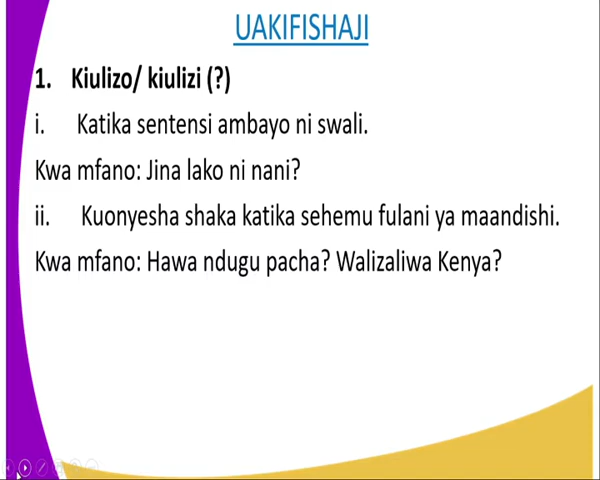 UAKIFISHAJI
1. Kiulizo/ kiulizi (?)
i. Katika sentensi ambayo ni swali.
Kwa mfano: Jina lako ni nani?
ii. Kuonyesha shaka katika sehemu fulani ya maandishi.
Kwa mfano: Hawa ndugu pacha? Walizaliwa Kenya?